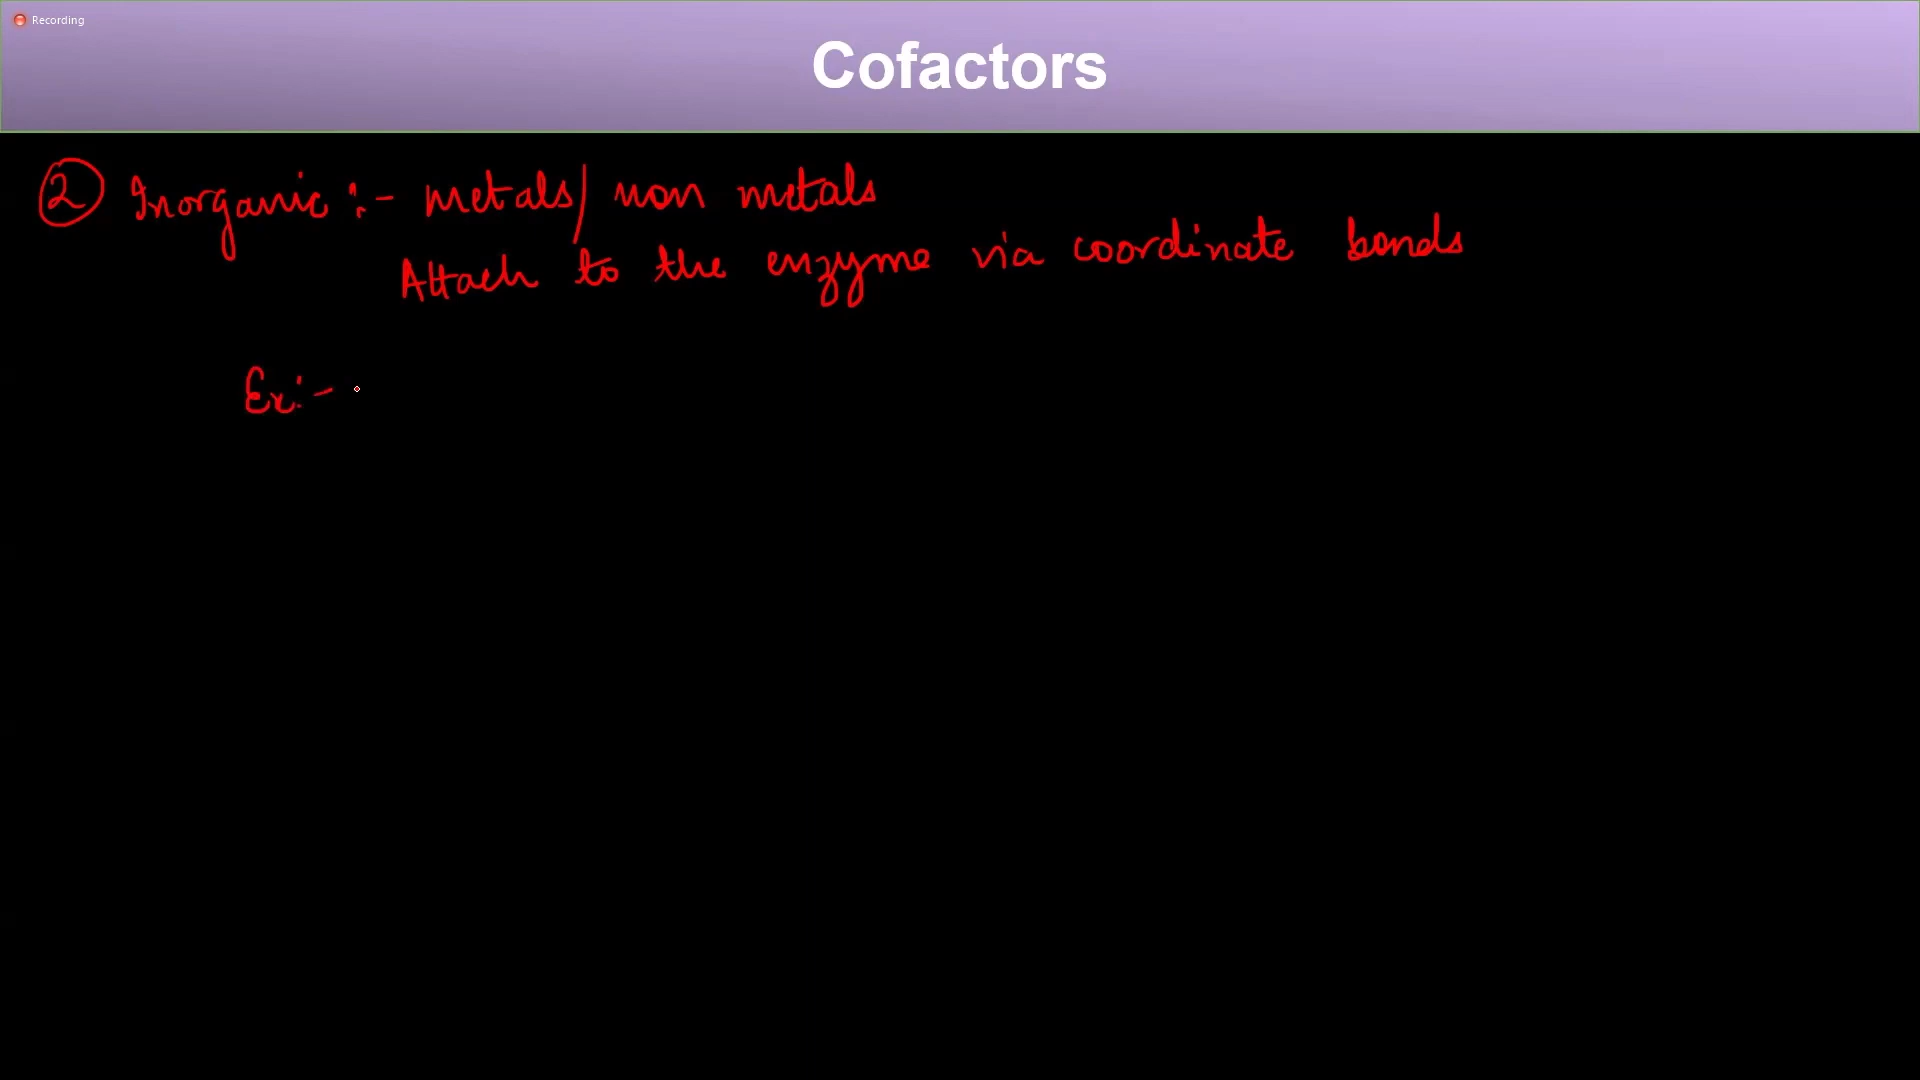 Recording
Cofactors
2 Inorganic :- metals/ non metals
Attach to the enzyme via coordinate bonds
Ex:-